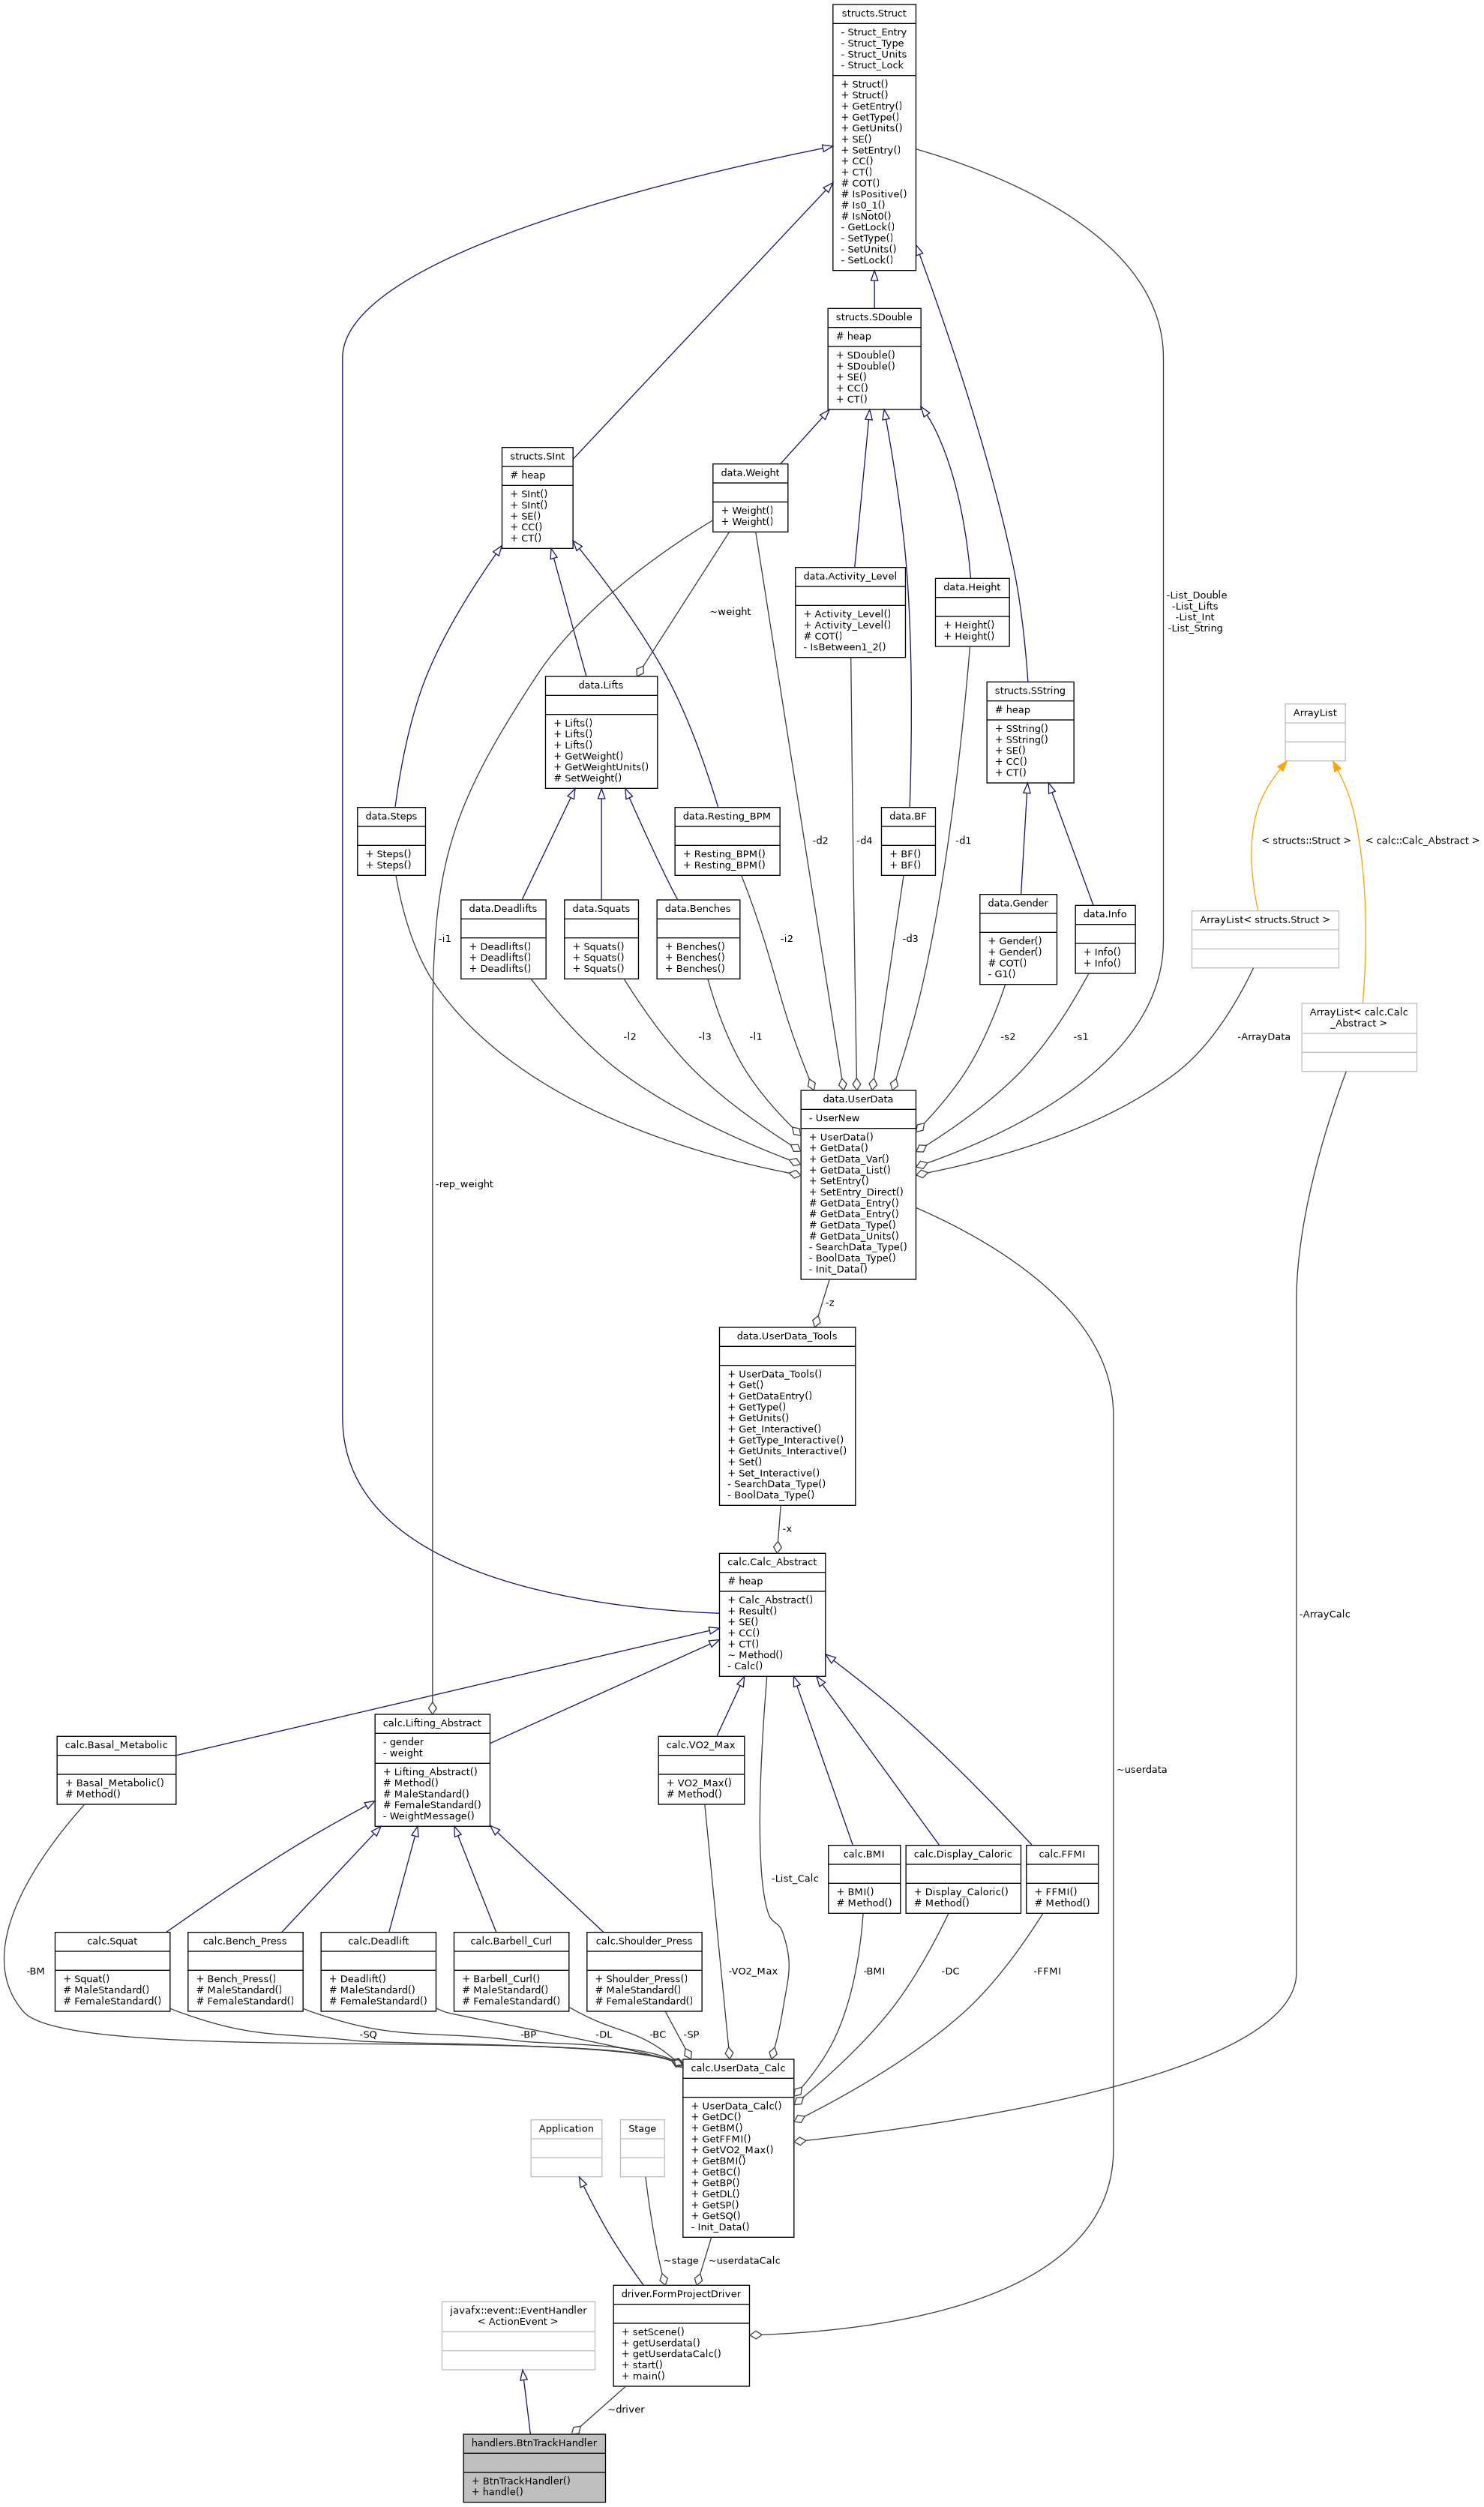 structs.Struct
- Struct_Entry
- Struct_Type
- Struct_Units
- Struct_Lock
+ Struct()
+ Struct()
+ GetEntry()
+ GetType()
+ GetUnits()
+ SE()
+ SetEntry()
+ CC()
+ CT()
# COT()
# IsPositive()
# Is0_1()
# IsNot0()
- GetLock()
- SetType()
- SetUnits()
- SetLock()
structs.SDouble
# heap
+ SDouble()
+ SDouble()
+ SE()
+ CC()
+ CT()
structs.SInt
# heap
+ SInt()
+ SInt()
+ SE()
+ CC()
+ CT()
data.Weight
+ Weight()
+ Weight()
data.Activity_Level
+ Activity_Level()
+ Activity_Level()
# COT()
- IsBetween1_2()
data.Height
+ Height()
+ Height()
-List_Double
-List_Lifts
-List_Int
-List_String
~weight
data.Lifts
+ Lifts()
+ Lifts()
+ Lifts()
+ GetWeight()
+ GetWeightUnits()
# SetWeight()
structs.SString
# heap
+ SString()
+ SString()
+ SE()
+ CC()
+ CT()
ArrayList
data.Steps
+ Steps()
+ Steps()
data.Resting_BPM
+ Resting_BPM()
+ Resting_BPM()
-d2
-d4
data.BF
+ BF()
+ BF()
-d1
< structs::Struct >
< calc::Calc_Abstract >
data.Deadlifts
+ Deadlifts()
+ Deadlifts()
+ Deadlifts()
data.Squats
+ Squats()
+ Squats()
+ Squats()
data.Benches
+ Benches()
+ Benches()
+ Benches()
data.Gender
+ Gender()
+ Gender()
# COT()
- G1()
data.Info
+ Info()
+ Info()
ArrayList< structs.Struct >
-i1
-i2
-d3
ArrayList< calc.Calc
_Abstract >
-l2
-l3
-l1
-s2
-s1
-ArrayData
data.UserData
- UserNew
+ UserData()
+ GetData()
+ GetData_Var()
+ GetData_List()
+ SetEntry()
+ SetEntry_Direct()
# GetData_Entry()
# GetData_Entry()
# GetData_Type()
# GetData_Units()
- SearchData_Type()
- BoolData_Type()
- Init_Data()
-rep_weight
-z
data.UserData_Tools
+ UserData_Tools()
+ Get()
+ GetDataEntry()
+ GetType()
+ GetUnits()
+ Get_Interactive()
+ GetType_Interactive()
+ GetUnits_Interactive()
+ Set()
+ Set_Interactive()
- SearchData_Type()
- BoolData_Type()
-x
calc.Calc_Abstract
# heap
+ Calc_Abstract()
+ Result()
+ SE()
+ CC()
+ CT()
~ Method()
- Calc()
-ArrayCalc
calc.Basal_Metabolic
+ Basal_Metabolic()
# Method()
calc.Lifting_Abstract
- gender
- weight
+ Lifting_Abstract()
# Method()
# MaleStandard()
# FemaleStandard()
- WeightMessage()
calc.VO2_Max
+ VO2_Max()
# Method()
~userdata
-List_Calc
calc.BMI
+ BMI()
# Method()
calc.Display_Caloric
+ Display_Caloric()
# Method()
calc.FFMI
+ FFMI()
# Method()
calc.Squat
+ Squat()
# MaleStandard()
# FemaleStandard()
calc.Bench_Press
+ Bench_Press()
# MaleStandard()
# FemaleStandard()
calc.Deadlift
+ Deadlift()
# MaleStandard()
# FemaleStandard()
calc.Barbell_Curl
+ Barbell_Curl()
# MaleStandard()
# FemaleStandard()
calc.Shoulder_Press
+ Shoulder_Press()
# MaleStandard()
# FemaleStandard()
-BM
-VO2_Max
-BMI
-DC
-FFMI
-SQ
-BP
-DL
-BC
-SP
calc.UserData_Calc
+ UserData_Calc()
+ GetDC()
+ GetBM()
+ GetFFMI()
+ GetVO2_Max()
+ GetBMI()
+ GetBC()
+ GetBP()
+ GetDL()
+ GetSP()
+ GetSQ()
- Init_Data()
Application
Stage
~stage
~userdataCalc
driver.FormProjectDriver
+ setScene()
+ getUserdata()
+ getUserdataCalc()
+ start()
+ main()
javafx::event::EventHandler
< ActionEvent >
~driver
handlers.BtnTrackHandler
+ BtnTrackHandler()
+ handle()